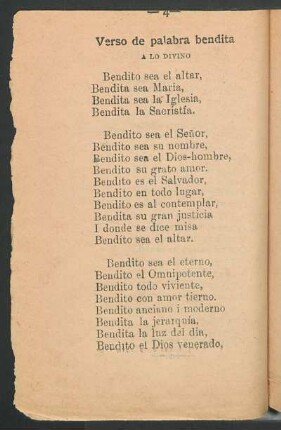 — 4—
Verso de palabra bendita
A LO DIVINO
Bendito sea el altar,
Bendita sea Maria,
Bendita sea la Iglesia,
Bendita la Sacristía.
Bendito sea el Señor,
Bendito sea su nombre,
Bendito sea el Dios-hombre,
Bendito su grato amor.
Bendito es el Salvador,
Bendito en todo lugar,
Bendito es al contemplar,
Bendita su gran justicia
I donde se dice misa
Bendito sea el altar.
Bendito sea el eterno,
Bendito el Omnipotente,
Bendito todo viviente,
Bendito con amor tierno.
Bendito anciano i moderno
Bendita la jerarquía,
Bendita la luz del dia,
Bendito el Dios venerado,